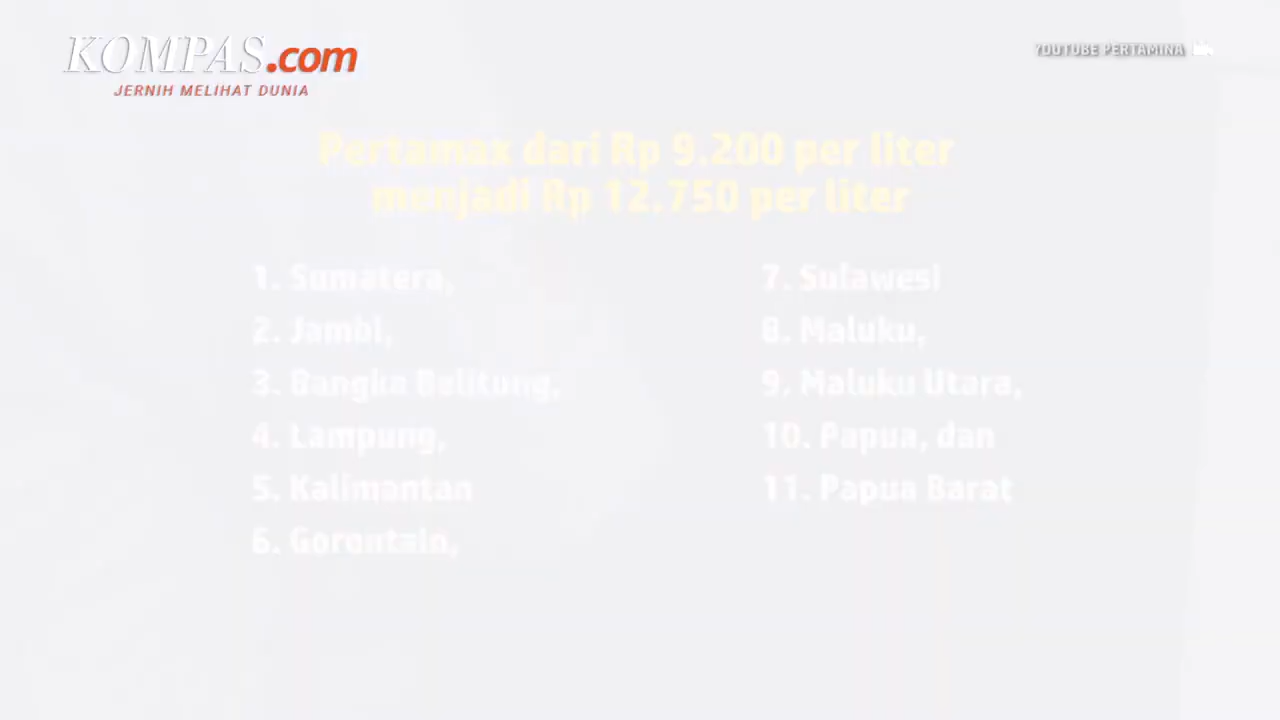 KOMPAS.com
JERNIH MELIHAT DUNIA
YOUTUBE PERTAMINA
Pertamax dari Rp 9.200 per liter
menjadi Rp 12.750 per liter
1. Sumatera,
2. Jambi,
3. Bangka Belitung,
4. Lampung,
5. Kalimantan
6. Gorontaln,
7. Sulawesi
8. Maluku,
9. Maluku Utara,
10. Papua, dan
11. Papua Barat